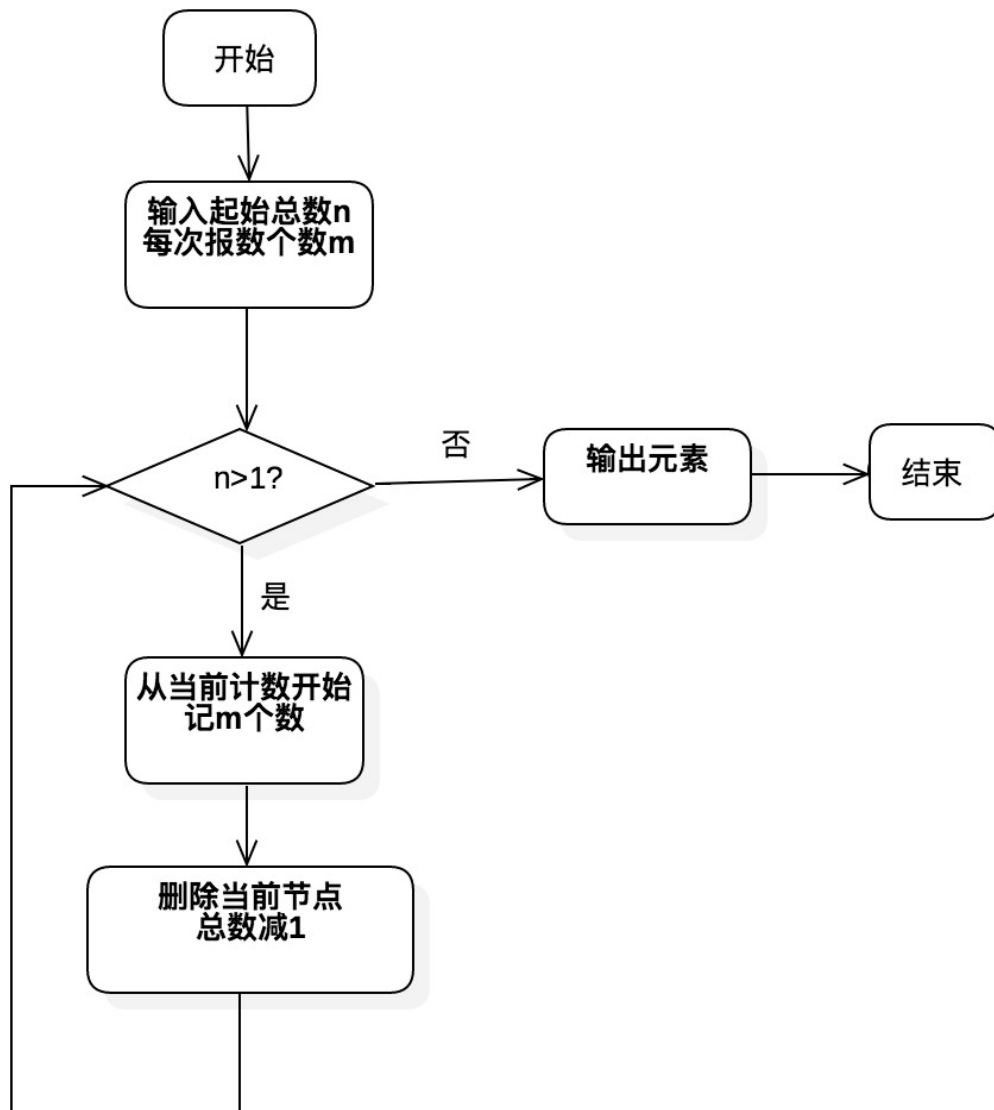 开始
输入起始总数n
每次报数个数m
n>1?
否
输出元素
结束
是
从当前计数开始
记m个数
删除当前节点
总数减1